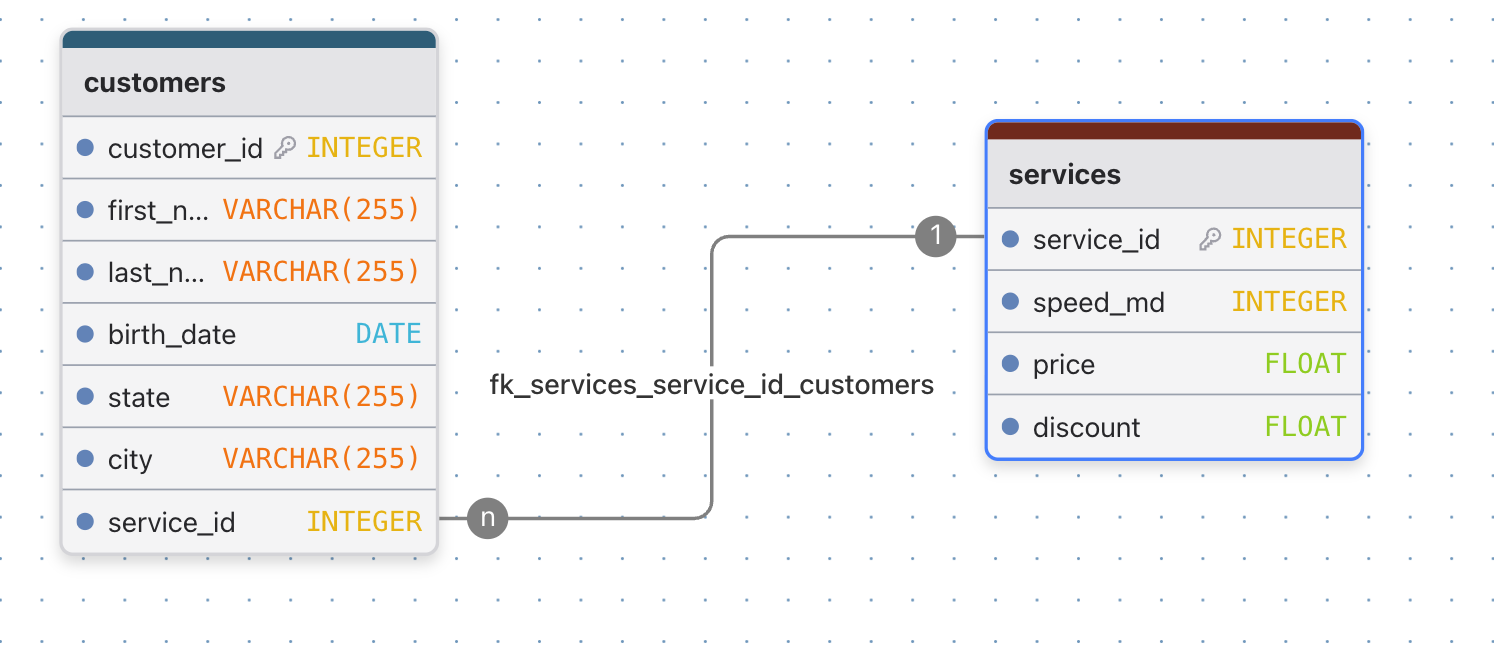 customers
customer_id INTEGER
first_n... VARCHAR(255)
last_n... VARCHAR(255)
birth_date DATE
state VARCHAR(255)
city VARCHAR(255)
service_id INTEGER
n
fk_services_service_id_customers
1
services
service_id INTEGER
speed_md INTEGER
price FLOAT
discount FLOAT